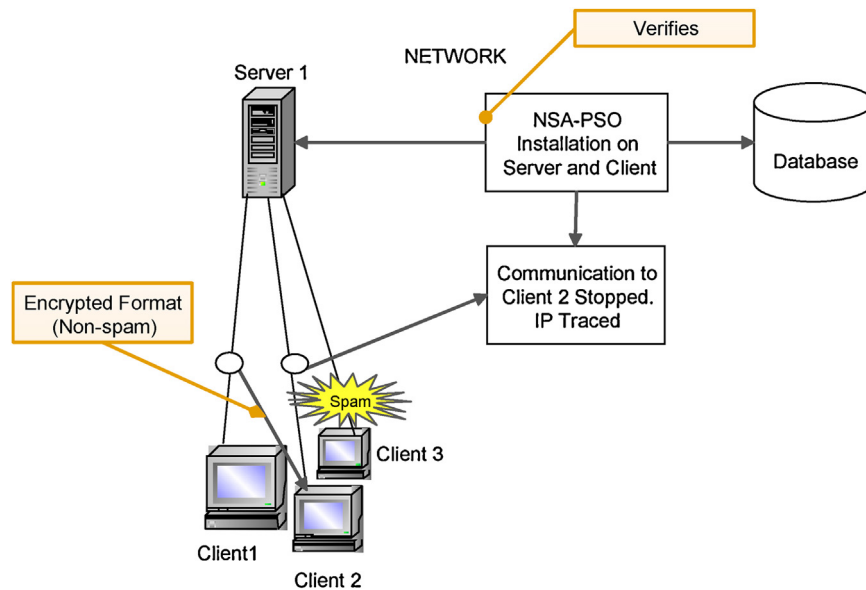 Verifies
NETWORK
Server 1
NSA-PSO
Installation on
Server and Client
Database
Communication to
Client 2 Stopped.
IP Traced
Encrypted Format
(Non-spam)
Spam
Client 3
Client1
Client 2